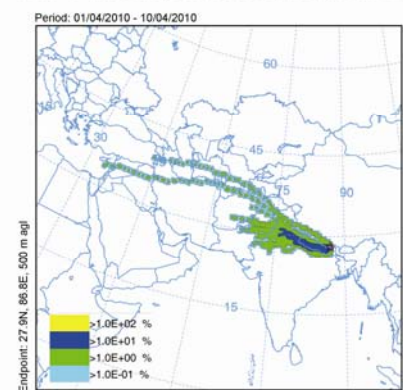 Period: 01/04/2010 - 10/04/2010
Endpoint: 27.9N, 86.8E, 500 m agl
60
45
30
75
90
15
15
>1.0E+02 %
>1.0E+01 %
>1.0E+00 %
>1.0E-01 %